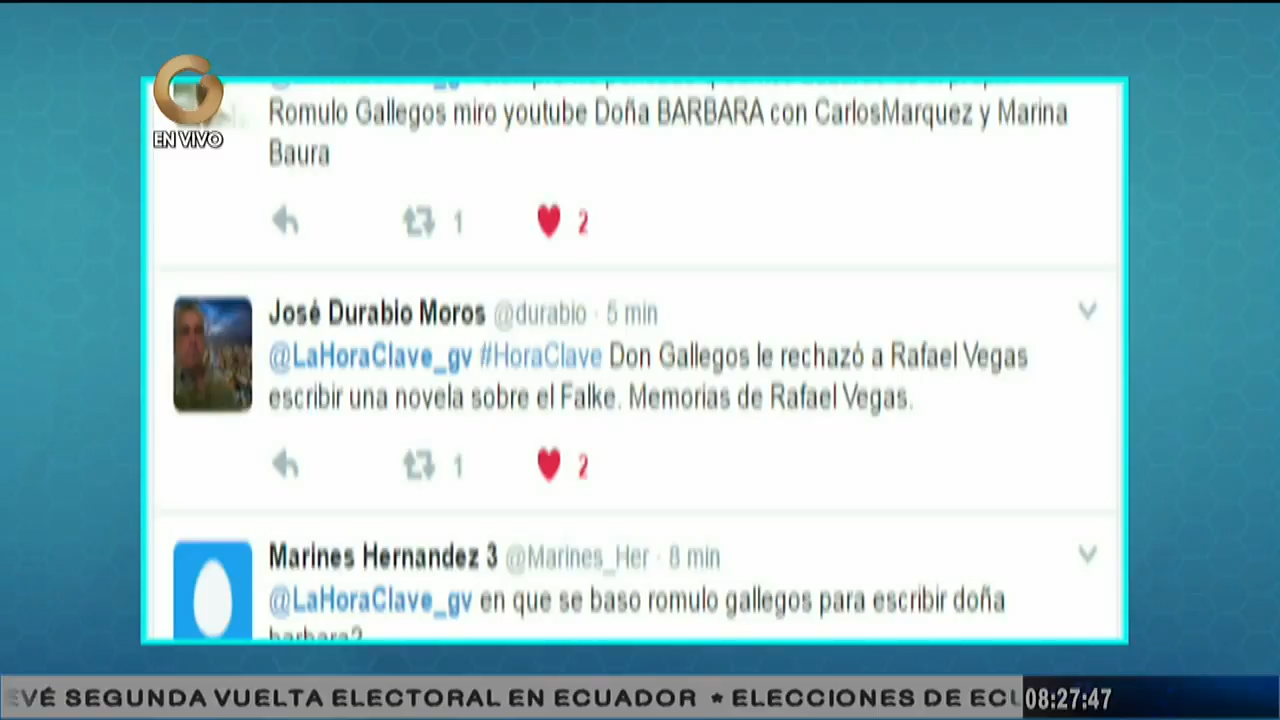 EN VIVO
Romulo Gallegos miro youtube Doña BARBARA con CarlosMarquez y Marina
Baura
1 2
José Durabio Moros @durabio · 5 min
@LaHoraClave_gv #HoraClave Don Gallegos le rechazó a Rafael Vegas
escribir una novela sobre el Falke. Memorias de Rafael Vegas.
1 2
Marines Hernandez 3 @Marines_Her · 8 min
@LaHoraClave_gv en que se baso romulo gallegos para escribir doña
barbara?
SEGUNDA VUELTA ELECTORAL EN ECUADOR * ELECCIONES DE
08:27:47